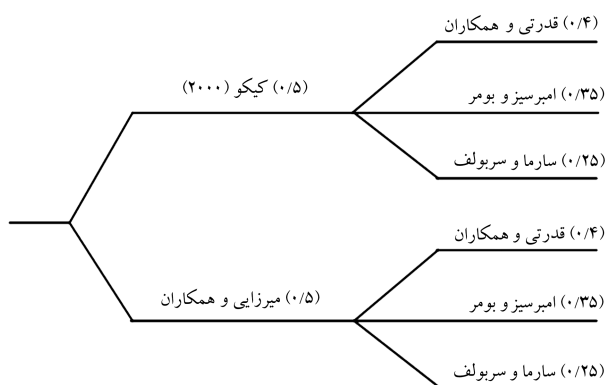 قدرتی و همکاران (۰/۴)
کیکو (۲۰۰۰) (۰/۵)
امبرسیز و بومر (۰/۳۵)
سارما و سربولف (۰/۲۵)
قدرتی و همکاران (۰/۴)
میرزایی و همکاران (۰/۵)
امبرسیز و بومر (۰/۳۵)
سارما و سربولف (۰/۲۵)